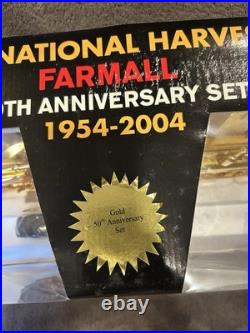 NATIONAL HARVES
FARMALL
0TH ANNIVERSARY SET
1954-2004
Gold
50th Anniversary
Set